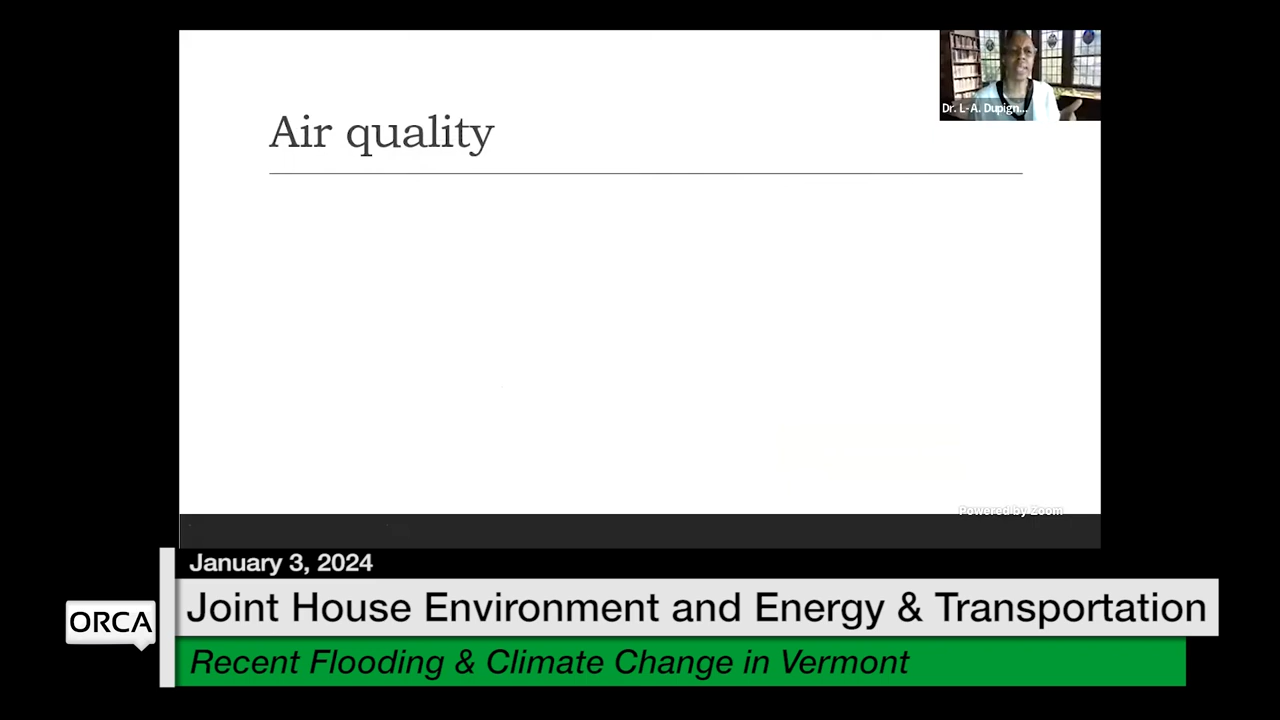 Dr. L-A. Dupign...
Air quality
Powered by Zoom
January 3, 2024
Joint House Environment and Energy & Transportation
ORCA
Recent Flooding & Climate Change in Vermont